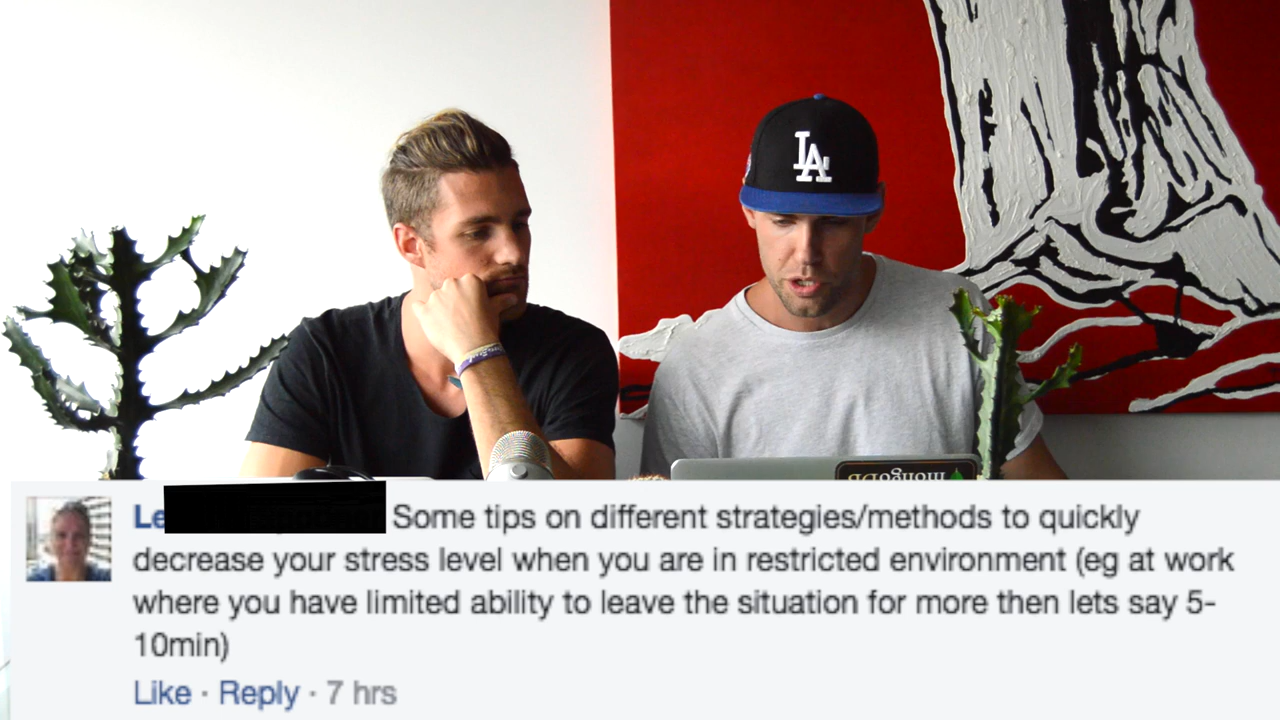 LA
mongoDB
Le Some tips on different strategies/methods to quickly
decrease your stress level when you are in restricted environment (eg at work
where you have limited ability to leave the situation for more then lets say 5-
10min)
Like · Reply · 7 hrs